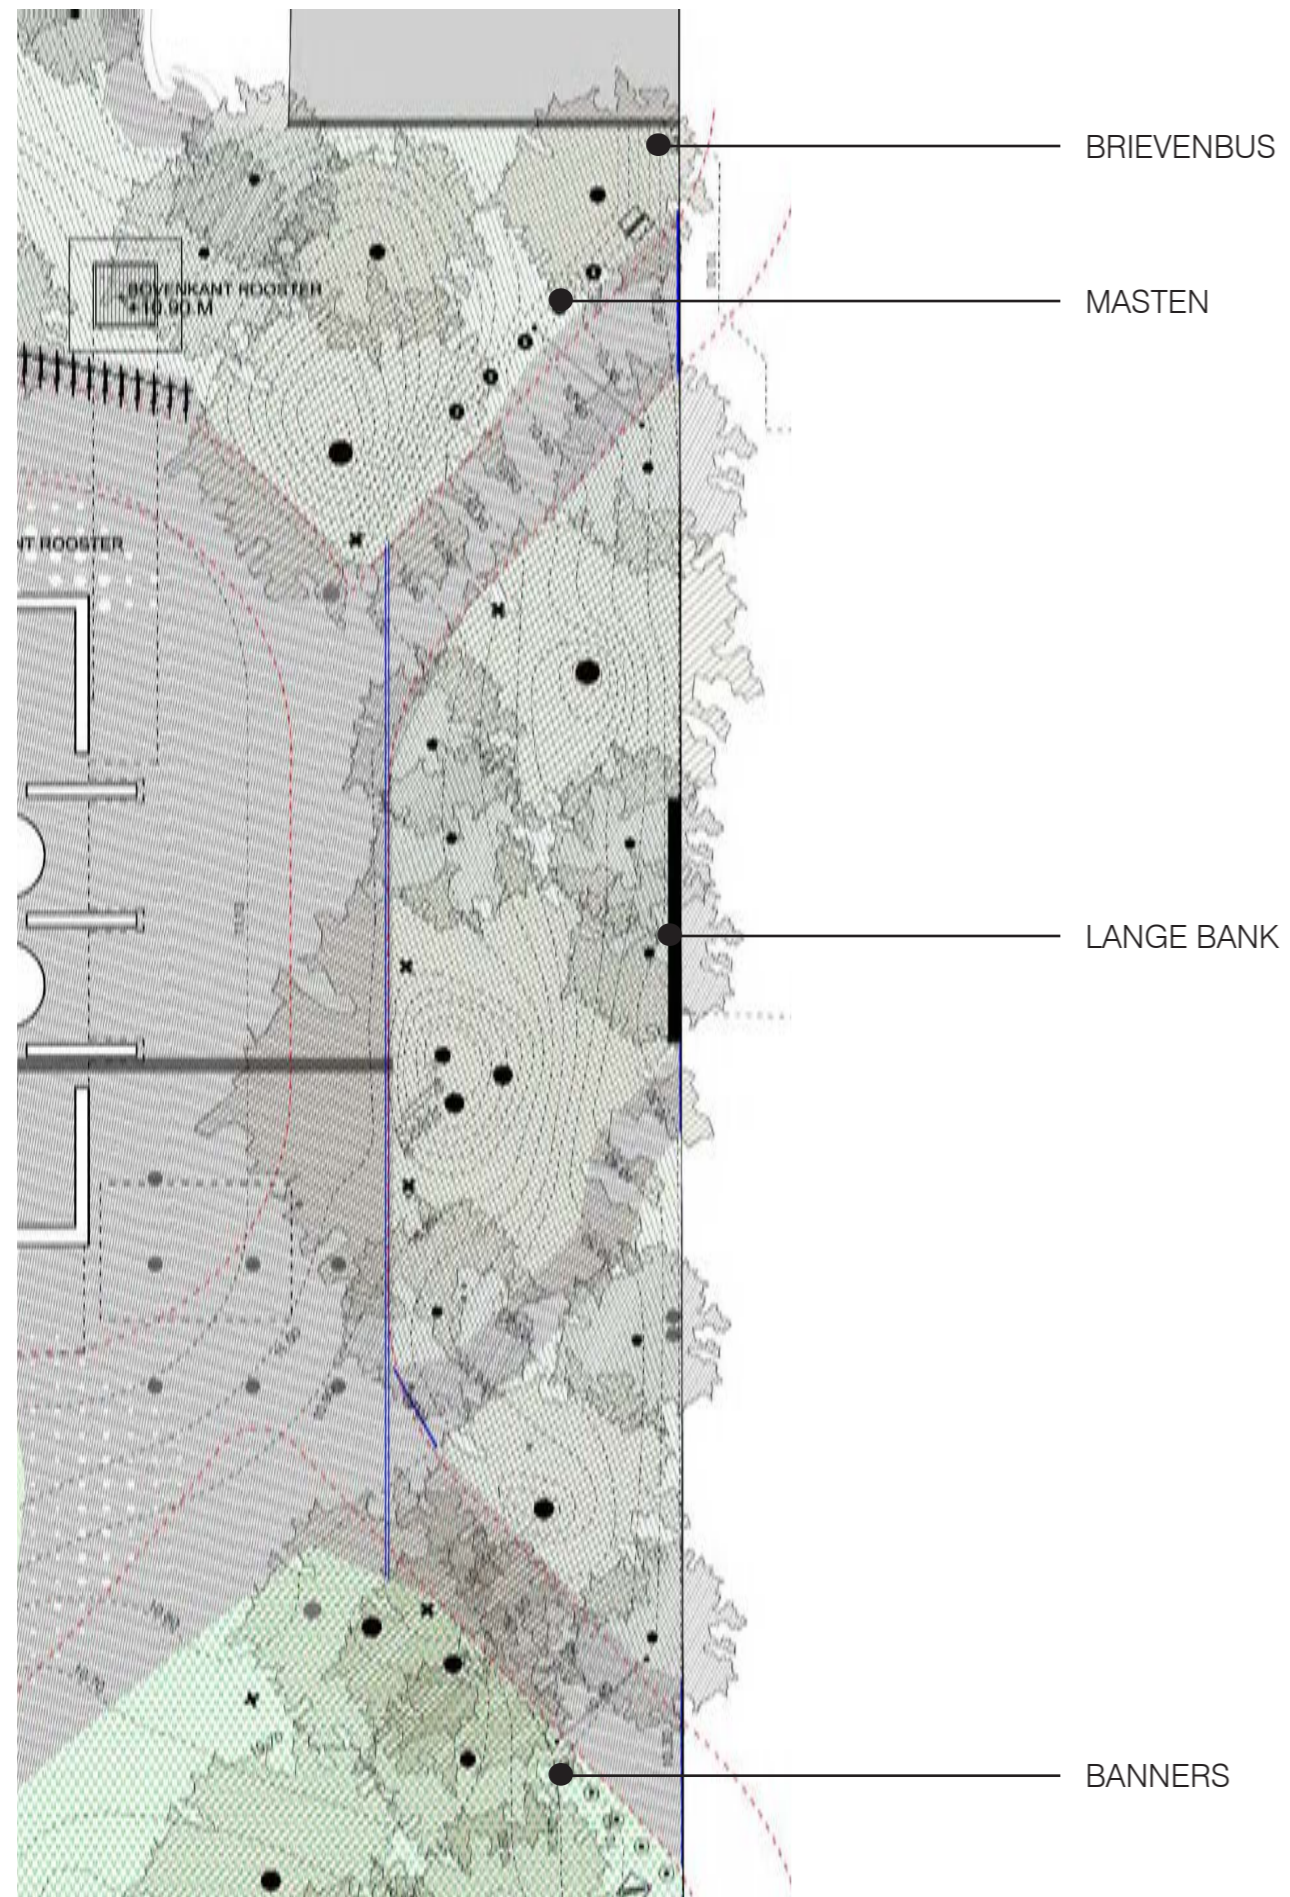 BRIEVENBUS
BOVENKANT ROOSTER
+10.90 M
MASTEN
NT ROOSTER
LANGE BANK
BANNERS